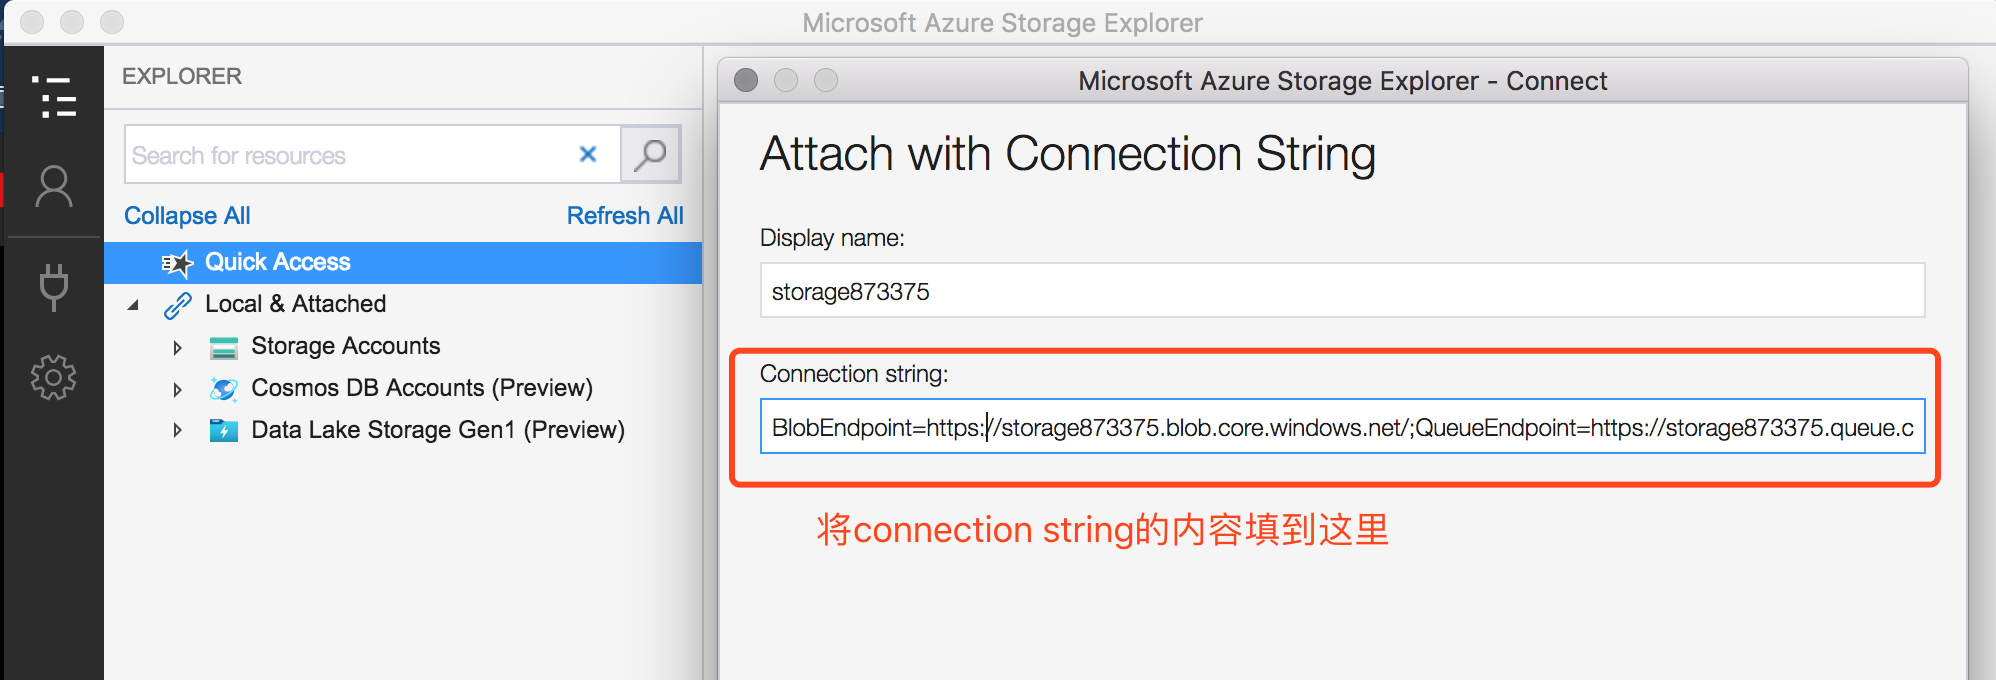 Microsoft Azure Storage Explorer
EXPLORER
Search for resources
Collapse All
Refresh All
Quick Access
Local & Attached
Storage Accounts
Cosmos DB Accounts (Preview)
Data Lake Storage Gen1 (Preview)
Microsoft Azure Storage Explorer - Connect
Attach with Connection String
Display name:
storage873375
Connection string:
BlobEndpoint=https://storage873375.blob.core.windows.net/;QueueEndpoint=https://storage873375.queue.c
将connection string的内容填到这里